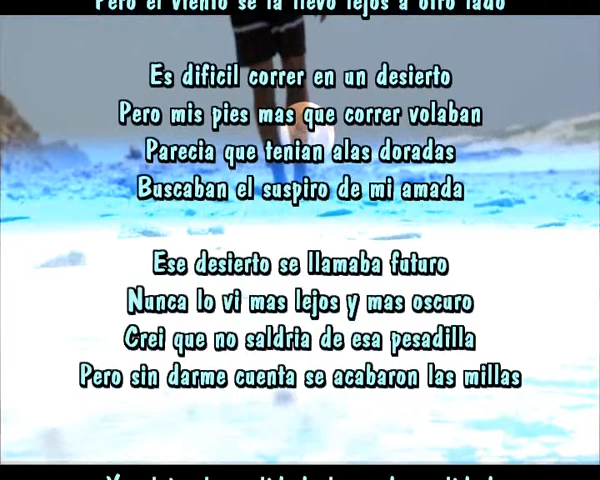 Pero el viento se la llevo lejos a otro lado
Es dificil correr en un desierto
Pero mis pies mas que correr volaban
Parecia que tenian alas doradas
Buscaban el suspiro de mi amada
Ese desierto se llamaba futuro
Nunca lo vi mas lejos y mas oscuro
Crei que no saldria de esa pesadilla
Pero sin darme cuenta se acabaron las millas